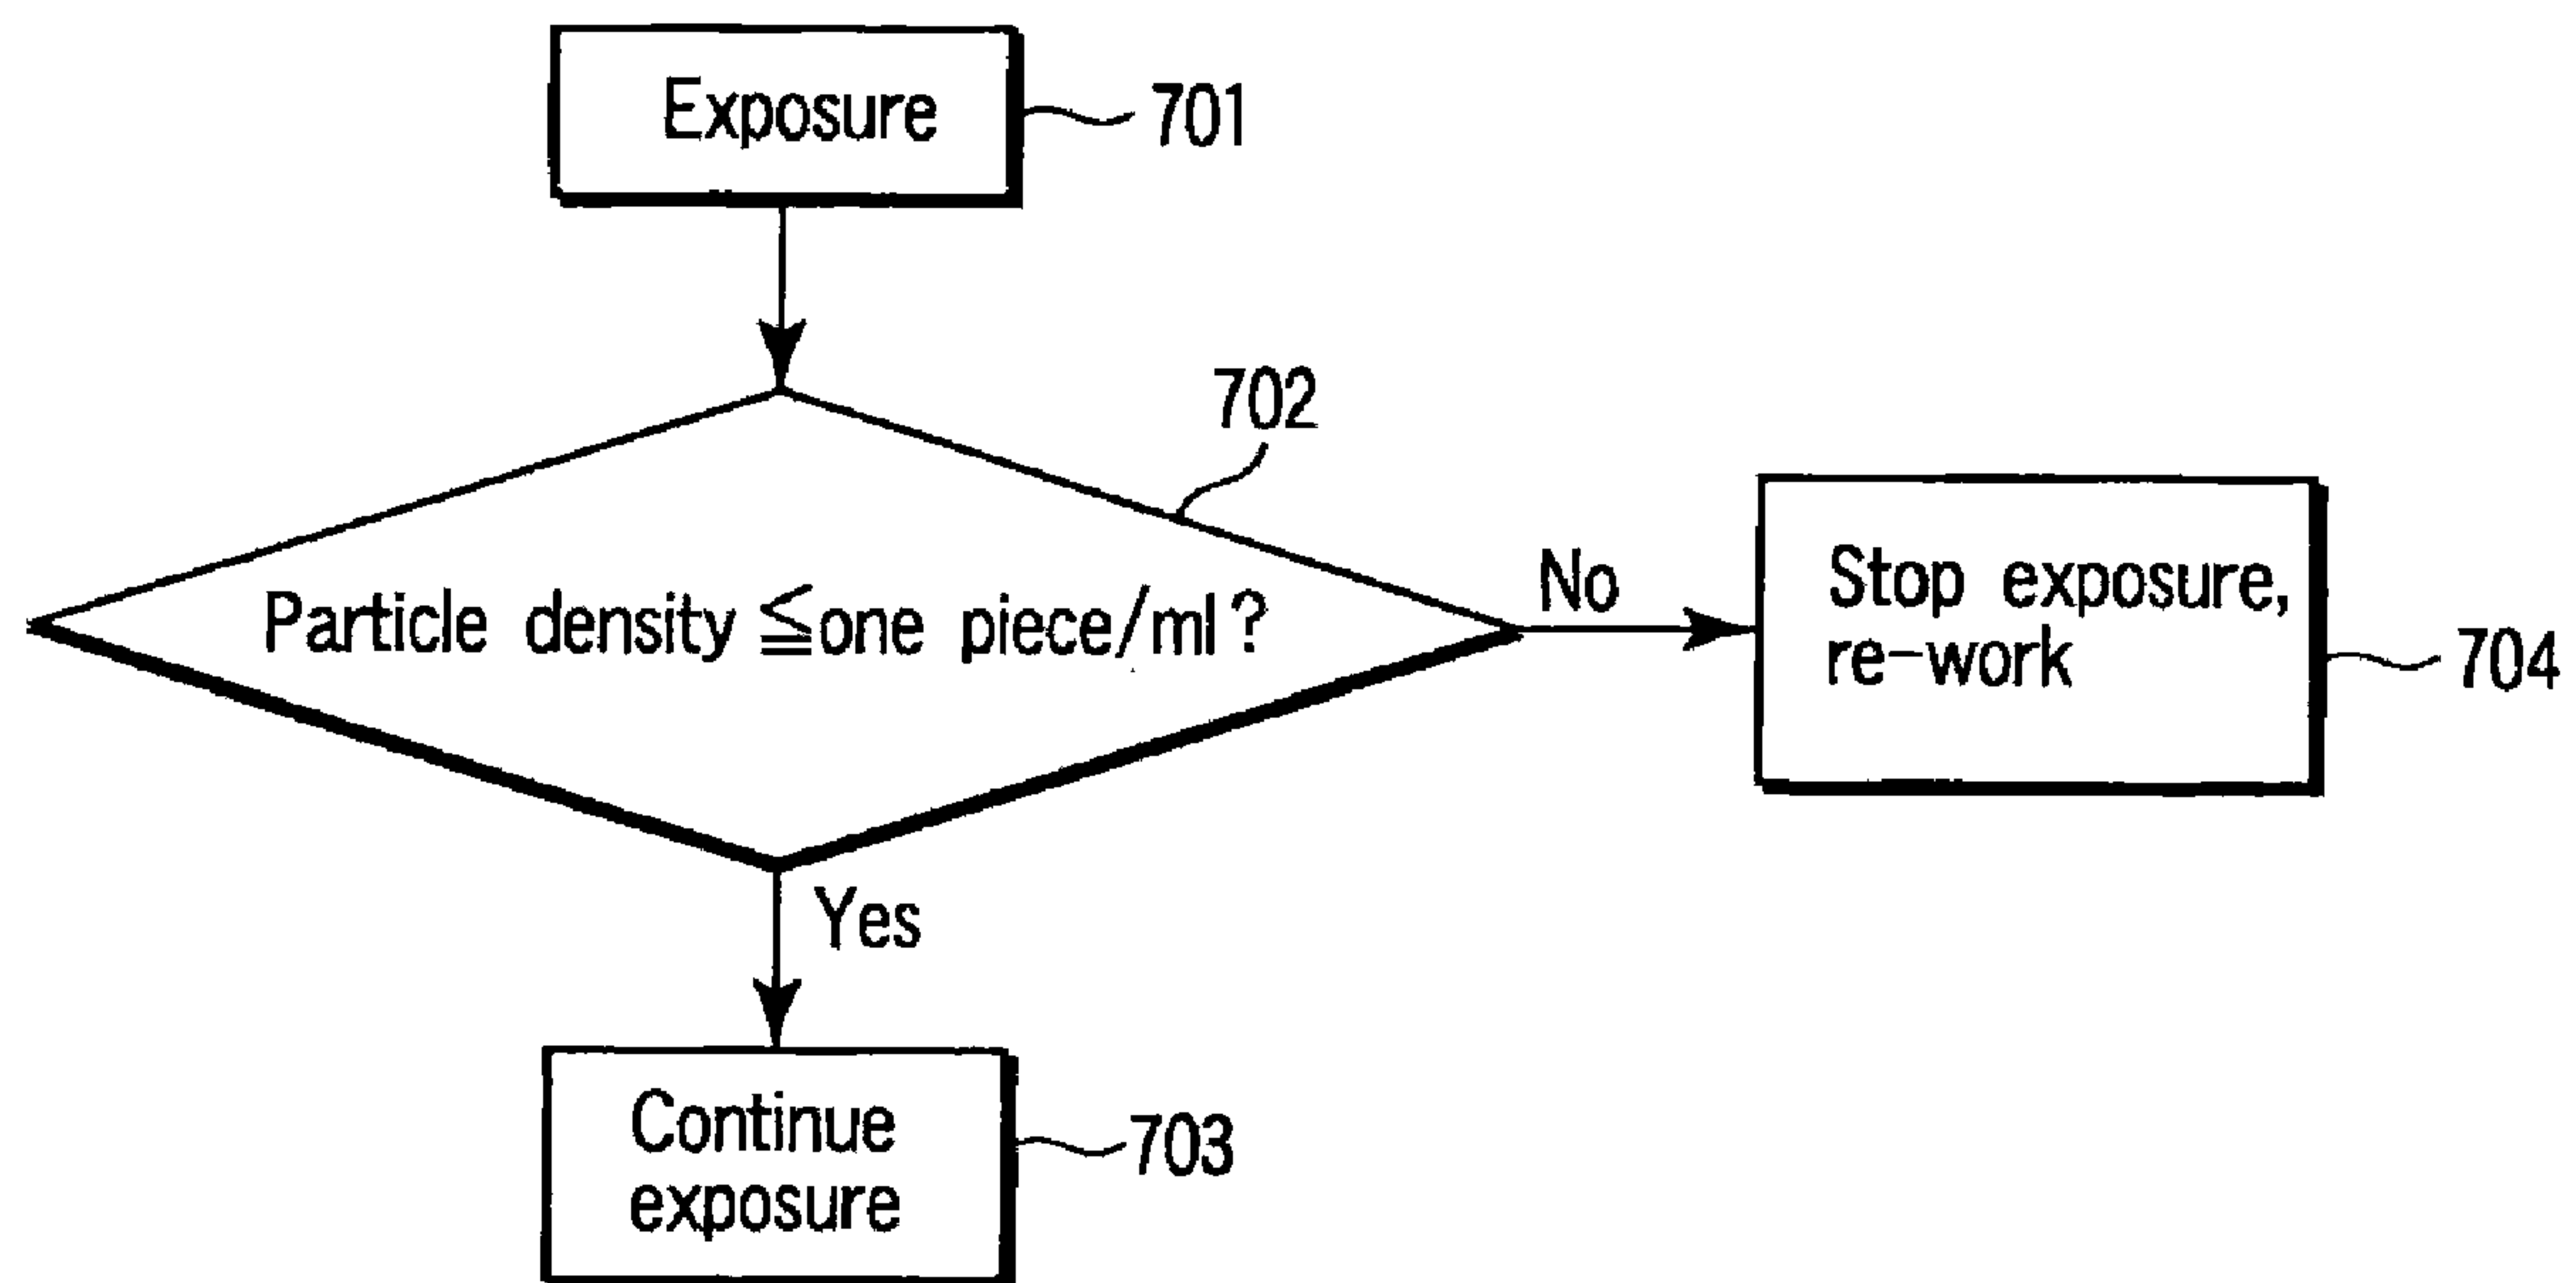 Exposure
701
702
Particle density ≦one piece/ml?
No
Stop exposure,
re-work
704
Yes
Continue
exposure
703